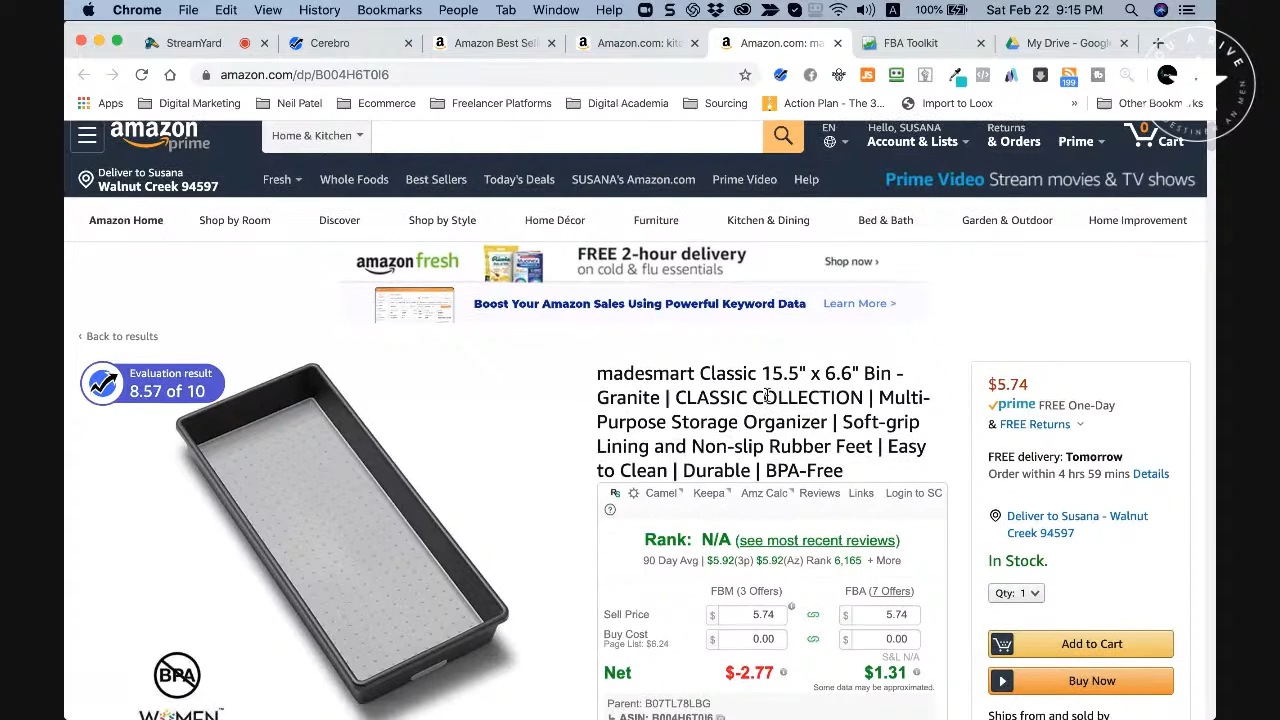 Chrome File Edit View History Bookmarks People Tab Window Help 100% Sat Feb 22 9:15 PM
StreamYard Cerebro Amazon Best Sell Amazon.com: kit Amazon.com: ma FBA Toolkit My Drive - Googl
amazon.com/dp/B004H6T0I6
199
Apps Digital Marketing Neil Patel Ecommerce Freelancer Platforms Digital Academia Sourcing Action Plan - The 3... Import to Loox » Other Bookm
amazon prime
Home & Kitchen
EN
Hello, SUSANA
Account & Lists
Returns
& Orders
Prime
0
Cart
Deliver to Susana
Walnut Creek 94597
Fresh Whole Foods Best Sellers Today's Deals SUSANA's Amazon.com Prime Video Help
Prime Video Stream movies & TV shows
Amazon Home Shop by Room Discover Shop by Style Home Décor Furniture Kitchen & Dining Bed & Bath Garden & Outdoor Home Improvement
amazonfresh
FREE 2-hour delivery
on cold & flu essentials
Shop now ›
Boost Your Amazon Sales Using Powerful Keyword Data Learn More >
‹ Back to results
Evaluation result
8.57 of 10
BPA
WOMEN
madesmart Classic 15.5" x 6.6" Bin -
Granite | CLASSIC COLLECTION | Multi-
Purpose Storage Organizer | Soft-grip
Lining and Non-slip Rubber Feet | Easy
to Clean | Durable | BPA-Free
RS Camel Keepa Amz Calc Reviews Links Login to SC
Rank: N/A (see most recent reviews)
90 Day Avg | $5.92(3p) $5.92(Az) Rank 6,165 + More
FBM (3 Offers) FBA (7 Offers)
Sell Price $ 5.74 $ 5.74
Buy Cost $ 0.00 $ 0.00
Page List: $6.24
S&L N/A
Net $-2.77 $1.31
Some data may be approximated.
Parent: B07TL78LBG
ASIN: B004H6T0I6
$5.74
prime FREE One-Day
& FREE Returns
FREE delivery: Tomorrow
Order within 4 hrs 59 mins Details
Deliver to Susana - Walnut
Creek 94597
In Stock.
Qty: 1
Add to Cart
Buy Now
Ships from and sold by